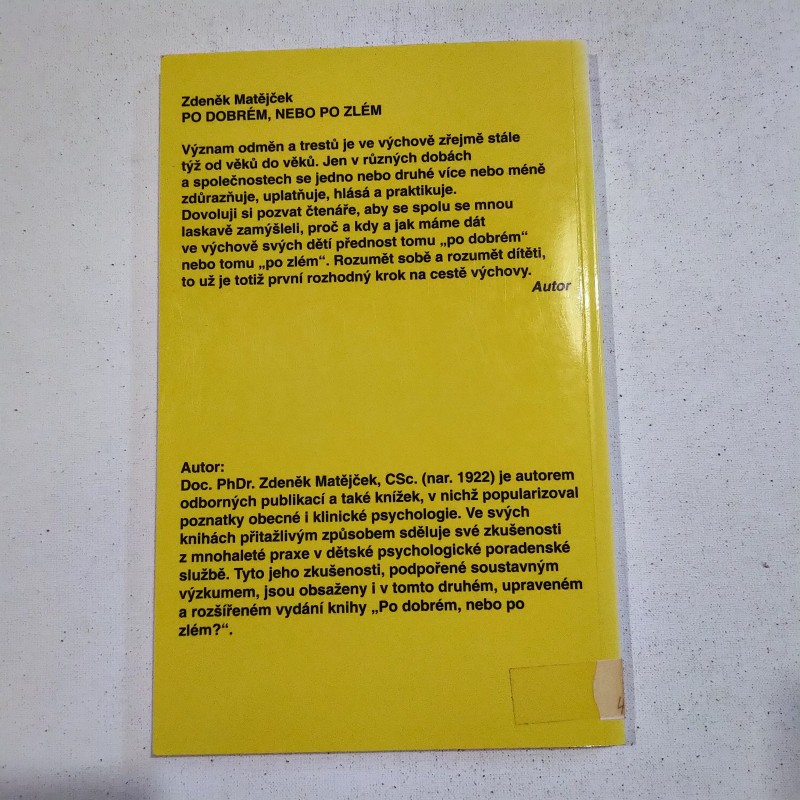 Zdeněk Matějček
PO DOBRÉM, NEBO PO ZLÉM
Význam odměn a trestů je ve výchově zřejmě stále
týž od věků do věků. Jen v různých dobách
a společnostech se jedno nebo druhé více nebo méně
zdůrazňuje, uplatňuje, hlásá a praktikuje.
Dovoluji si pozvat čtenáře, aby se spolu se mnou
laskavě zamýšleli, proč a kdy a jak máme dát
ve výchově svých dětí přednost tomu „po dobrém“
nebo tomu „po zlém“. Rozumět sobě a rozumět dítěti,
to už je totiž první rozhodný krok na cestě výchovy.
Autor
Autor:
Doc. PhDr. Zdeněk Matějček, CSc. (nar. 1922) je autorem
odborných publikací a také knížek, v nichž popularizoval
poznatky obecné i klinické psychologie. Ve svých
knihách přitažlivým způsobem sděluje své zkušenosti
z mnohaleté praxe v dětské psychologické poradenské
službě. Tyto jeho zkušenosti, podpořené soustavným
výzkumem, jsou obsaženy i v tomto druhém, upraveném
a rozšířeném vydání knihy „Po dobrém, nebo po
zlém?“.
4